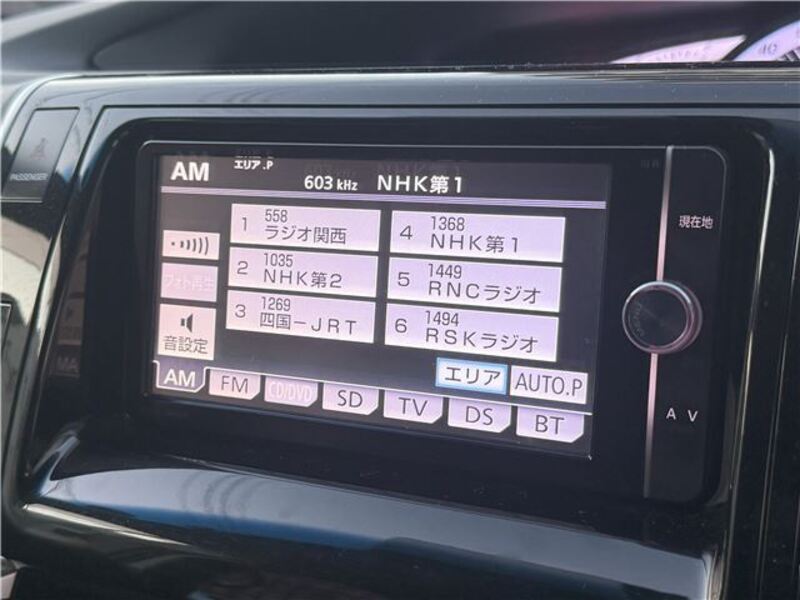 AM
エリア.P
603 kHz NHK第1
1 558 ラジオ関西
2 1035 NHK第2
3 1269 四国－JRT
4 1368 NHK第1
5 1449 RNCラジオ
6 1494 RSKラジオ
フォト再生
音設定
エリア
AUTO.P
AM
FM
CD/DVD
SD
TV
DS
BT
現在地
A V
PASSENGER